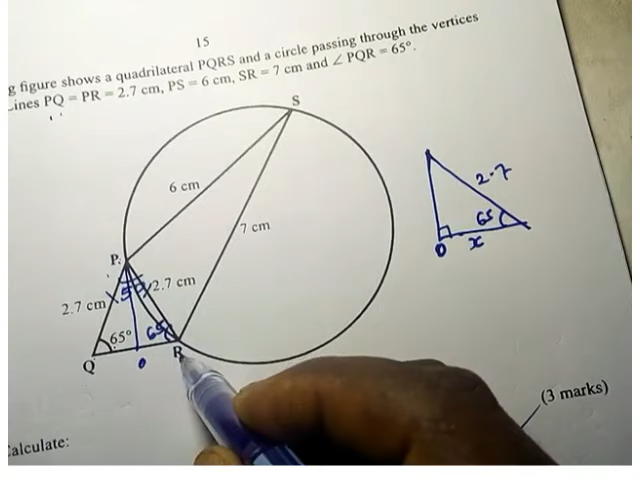 15
g figure shows a quadrilateral PQRS and a circle passing through the vertices
Lines PQ = PR = 2.7 cm, PS = 6 cm, SR = 7 cm and ∠ PQR = 65°.
S
6 cm
7 cm
2.7
65
O
x
P.
2.7 cm
2.7 cm
65°
65
Q
R
O
(3 marks)
Calculate: